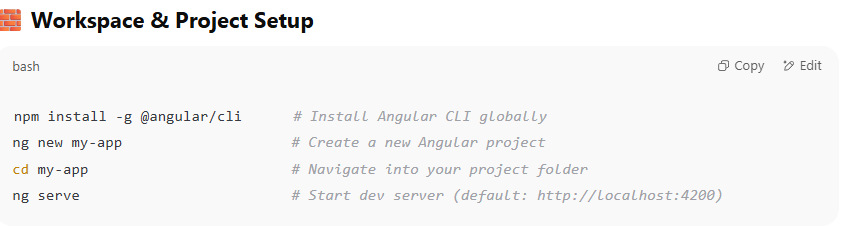 🧱 Workspace & Project Setup
bash
Copy
Edit
npm install -g @angular/cli      # Install Angular CLI globally
ng new my-app                    # Create a new Angular project
cd my-app                        # Navigate into your project folder
ng serve                         # Start dev server (default: http://localhost:4200)